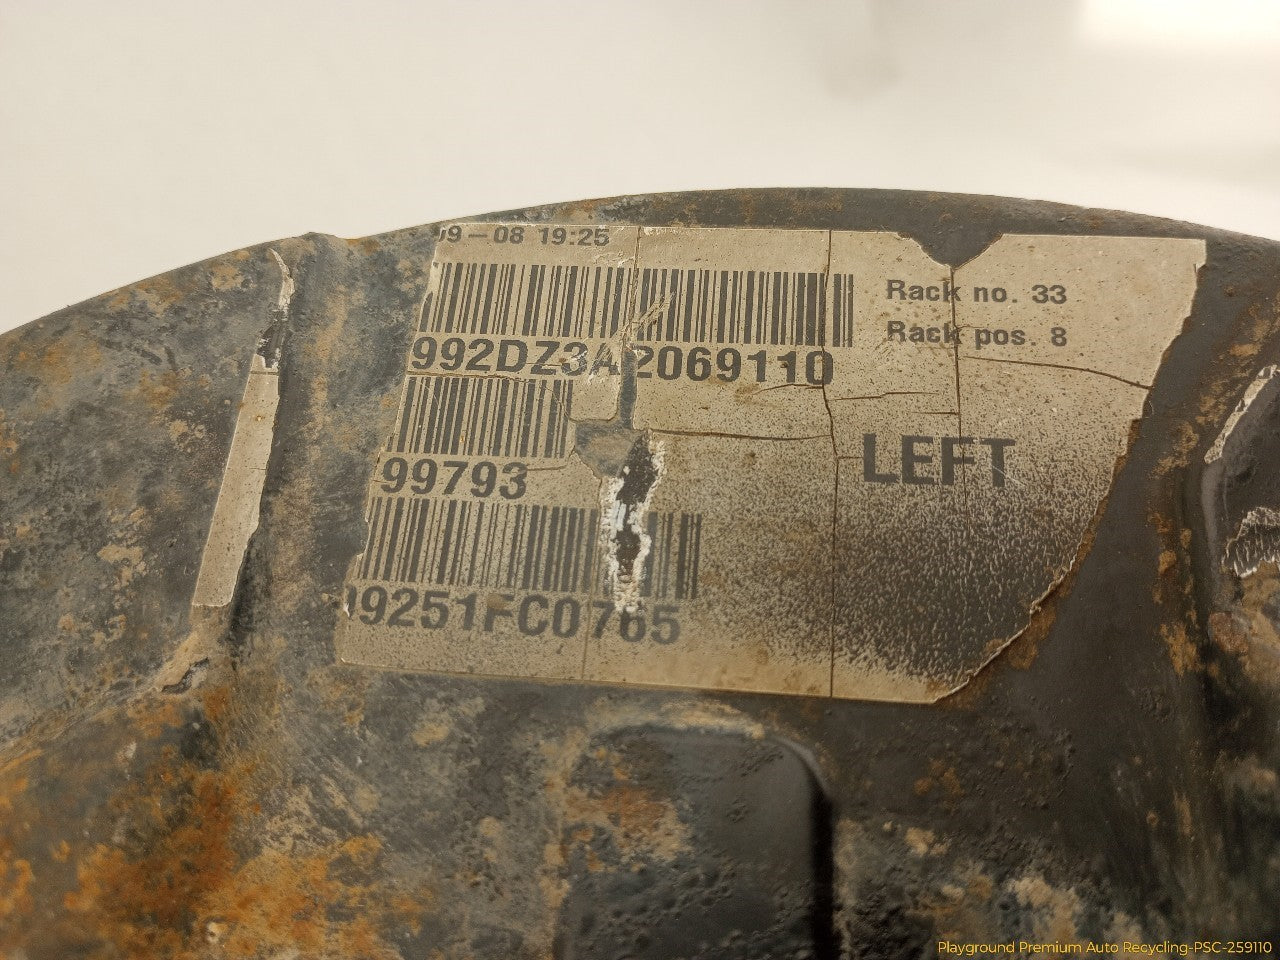 9-08 19:25
Rack no. 33
Rack pos. 8
992DZ3A2069110
99793
LEFT
99251FC0765
Playground Premium Auto Recycling-PSC-259110